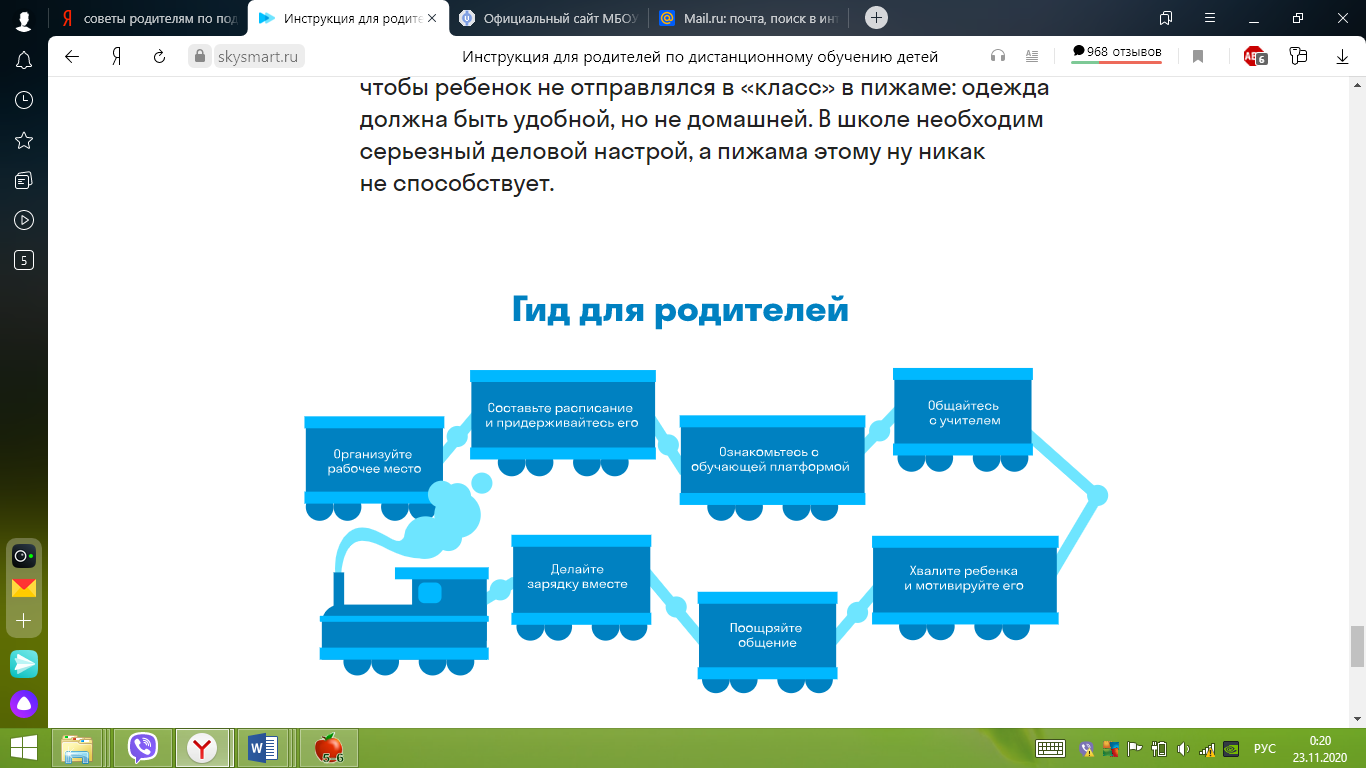 советы родителям по под
Инструкция для родите
Официальный сайт МБОУ
Mail.ru: почта, поиск в инт
skysmart.ru
Инструкция для родителей по дистанционному обучению детей
968 отзывов
6
5
чтобы ребенок не отправлялся в «класс» в пижаме: одежда
должна быть удобной, но не домашней. В школе необходим
серьезный деловой настрой, а пижама этому ну никак
не способствует.
Гид для родителей
Организуйте
рабочее место
Составьте расписание
и придерживайтесь его
Ознакомьтесь с
обучающей платформой
Общайтесь
с учителем
Делайте
зарядку вместе
Поощряйте
общение
Хвалите ребенка
и мотивируйте его
5-6
РУС
0:20
23.11.2020